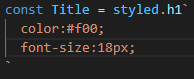 const Title = styled.h1`
  color:#f00;
  font-size:18px;
`